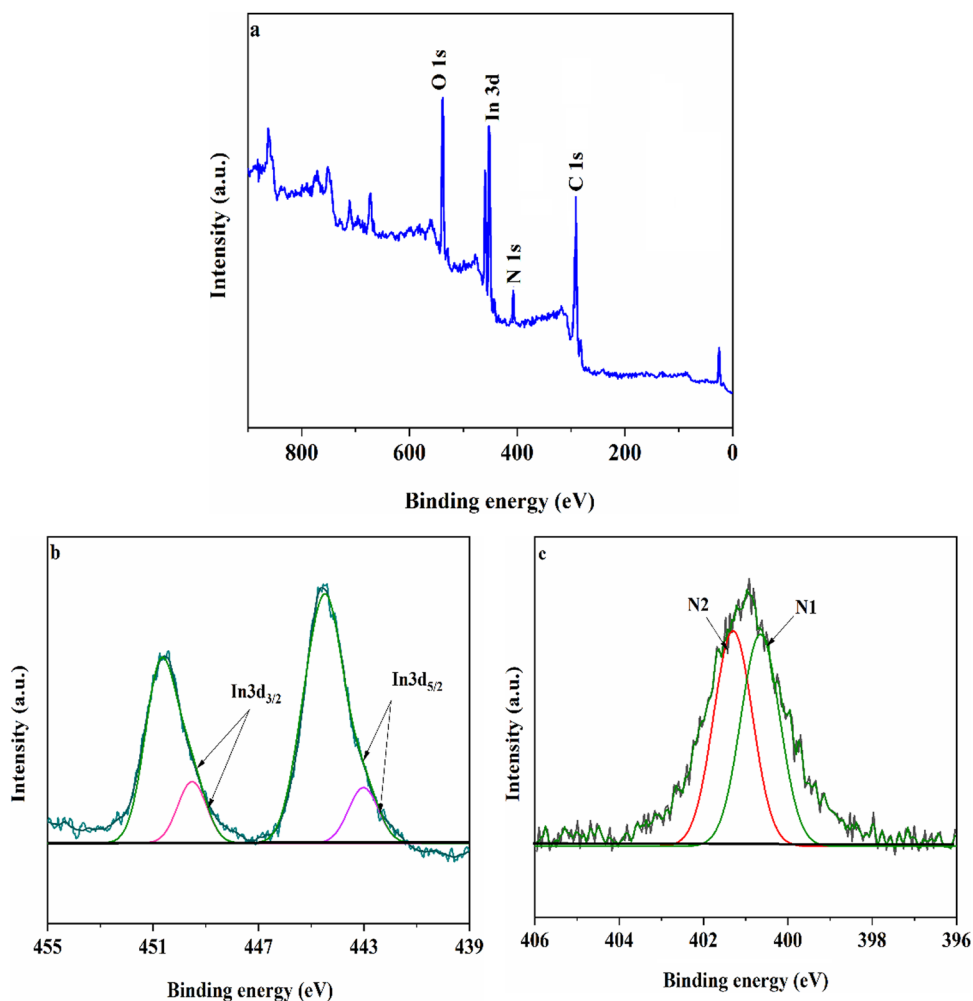 a
O 1s
In 3d
N 1s
C 1s
Intensity (a.u.)
800
600
400
200
0
Binding energy (eV)
b
In3d3/2
In3d5/2
Intensity (a.u.)
455
451
447
443
439
Binding energy (eV)
c
N2
N1
Intensity (a.u.)
406
404
402
400
398
396
Binding energy (eV)